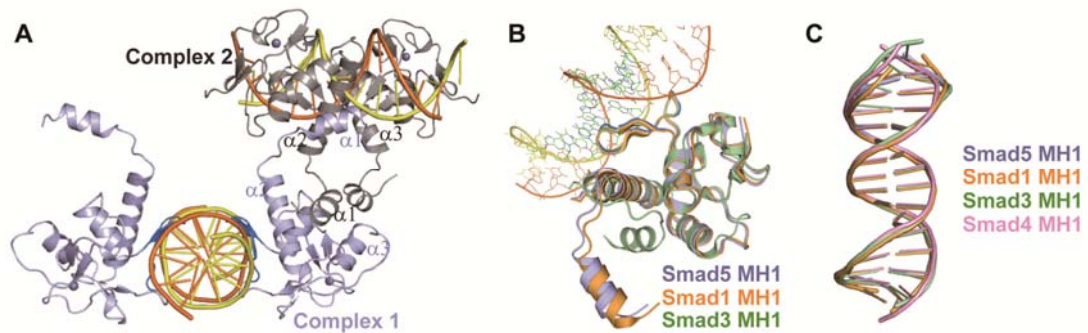 A
Complex 2
α2
α1
α3
α2
α1
α3
Complex 1
B
Smad5 MH1
Smad1 MH1
Smad3 MH1
C
Smad5 MH1
Smad1 MH1
Smad3 MH1
Smad4 MH1